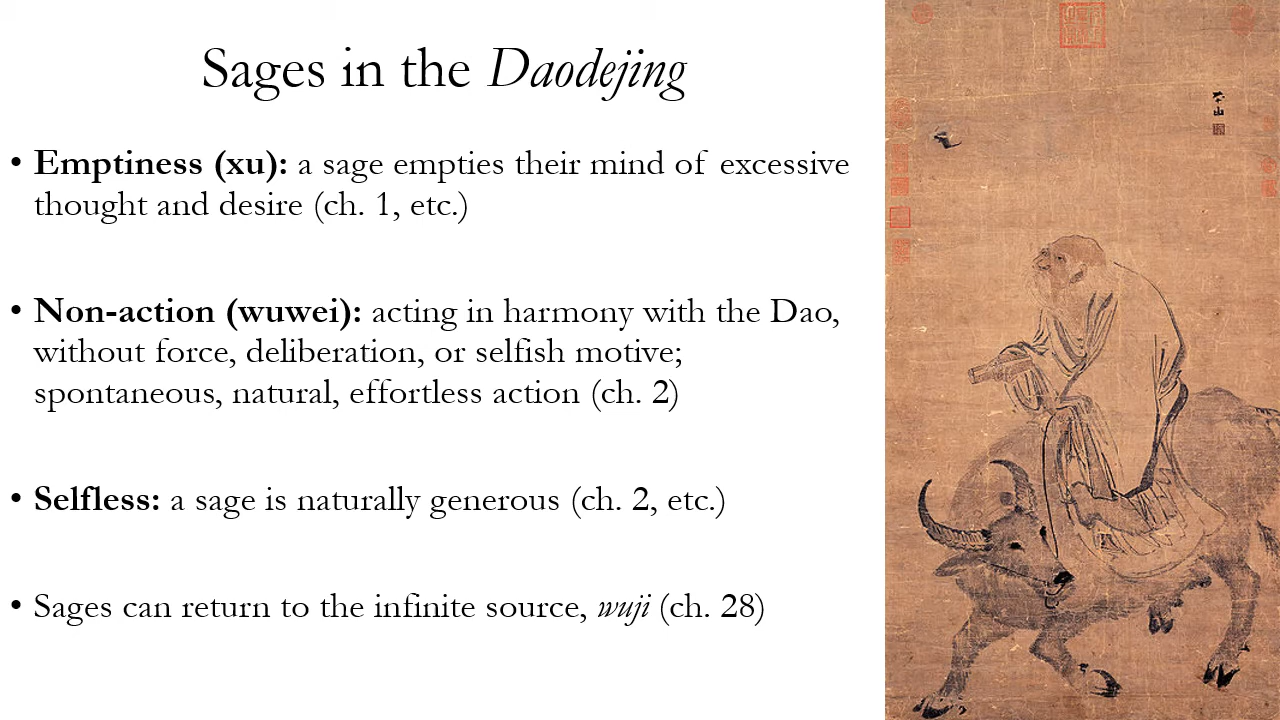 Sages in the Daodejing
• Emptiness (xu): a sage empties their mind of excessive
thought and desire (ch. 1, etc.)
• Non-action (wuwei): acting in harmony with the Dao,
without force, deliberation, or selfish motive;
spontaneous, natural, effortless action (ch. 2)
• Selfless: a sage is naturally generous (ch. 2, etc.)
• Sages can return to the infinite source, wuji (ch. 28)